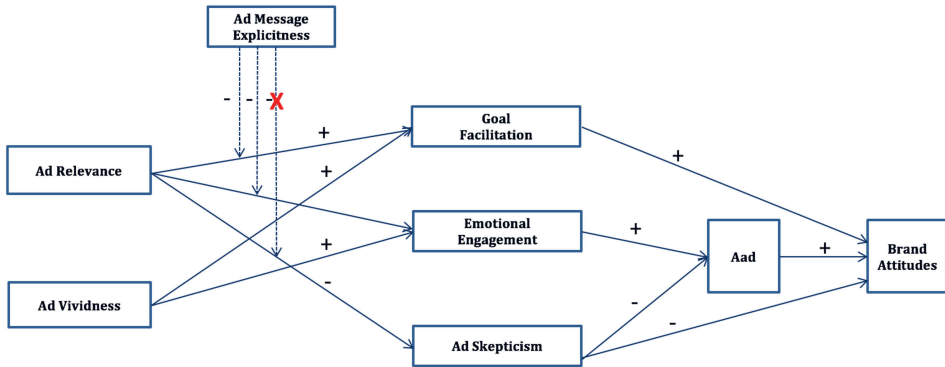 Ad Message
Explicitness
- - - X
Goal
Facilitation
+
+
+
Ad Relevance
Emotional
Engagement
+
+
Aad
+
Brand
Attitudes
Ad Vividness
-
-
-
Ad Skepticism